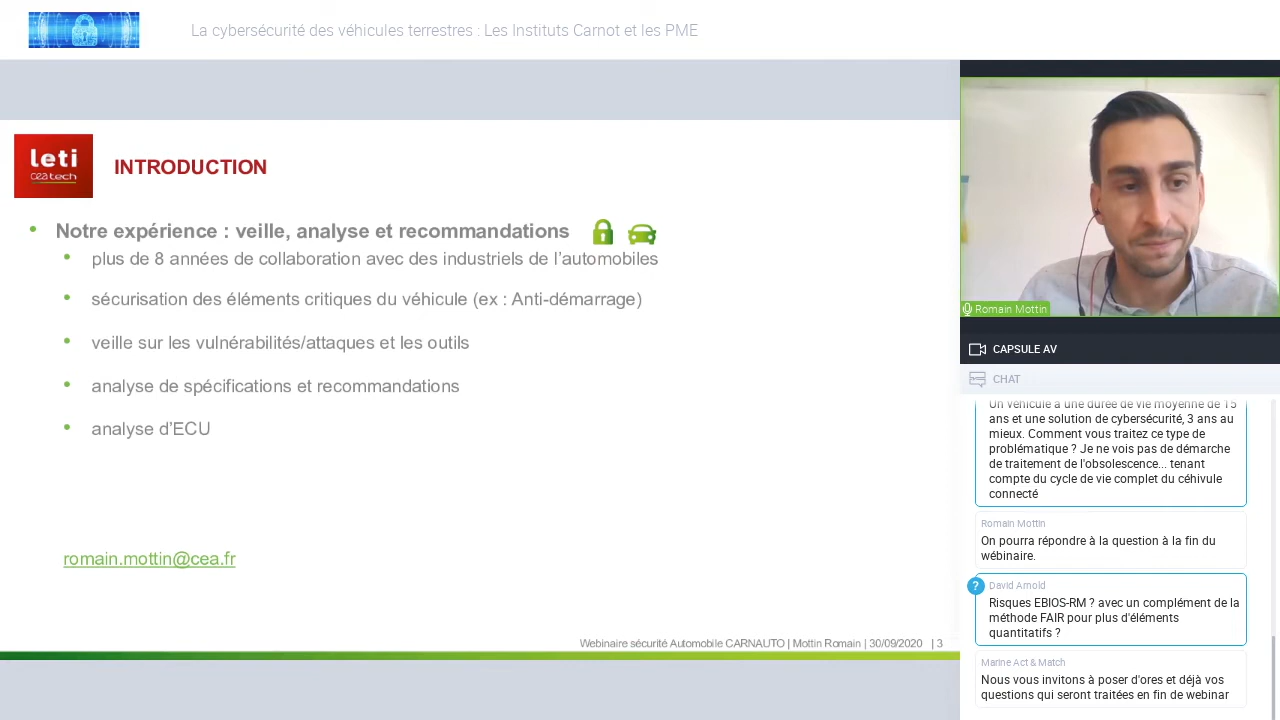 La cybersécurité des véhicules terrestres : Les Instituts Carnot et les PME
leti
ceatech
INTRODUCTION
• Notre expérience : veille, analyse et recommandations
• plus de 8 années de collaboration avec des industriels de l'automobiles
• sécurisation des éléments critiques du véhicule (ex : Anti-démarrage)
• veille sur les vulnérabilités/attaques et les outils
• analyse de spécifications et recommandations
• analyse d'ECU
romain.mottin@cea.fr
Webinaire sécurité Automobile CARNAUTO | Mottin Romain | 30/09/2020 | 3
Romain Mottin
CAPSULE AV
CHAT
Un véhicule a une durée de vie moyenne de 15
ans et une solution de cybersécurité, 3 ans au
mieux. Comment vous traitez ce type de
problématique ? Je ne vois pas de démarche
de traitement de l'obsolescence... tenant
compte du cycle de vie complet du céhivule
connecté
Romain Mottin
On pourra répondre à la question à la fin du
wébinaire.
?
David Arnold
Risques EBIOS-RM ? avec un complément de la
méthode FAIR pour plus d'éléments
quantitatifs ?
Marine Act & Match
Nous vous invitons à poser d'ores et déjà vos
questions qui seront traitées en fin de webinar